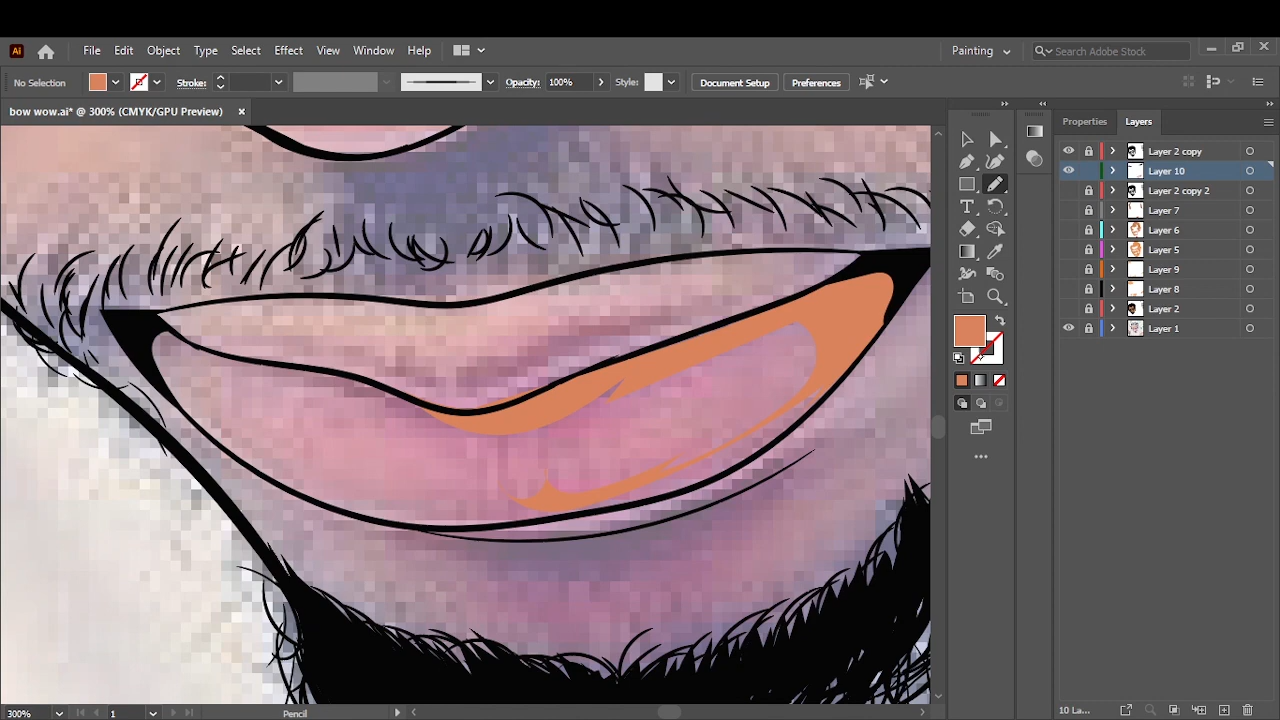 Ai File Edit Object Type Select Effect View Window Help Painting Search Adobe Stock
No Selection Stroke: Opacity: 100% Style: Document Setup Preferences
bow wow.ai* @ 300% (CMYK/GPU Preview)
Properties Layers
Layer 2 copy
Layer 10
Layer 2 copy 2
Layer 7
Layer 6
Layer 5
Layer 9
Layer 8
Layer 2
Layer 1
300% 1 Pencil 10 La...